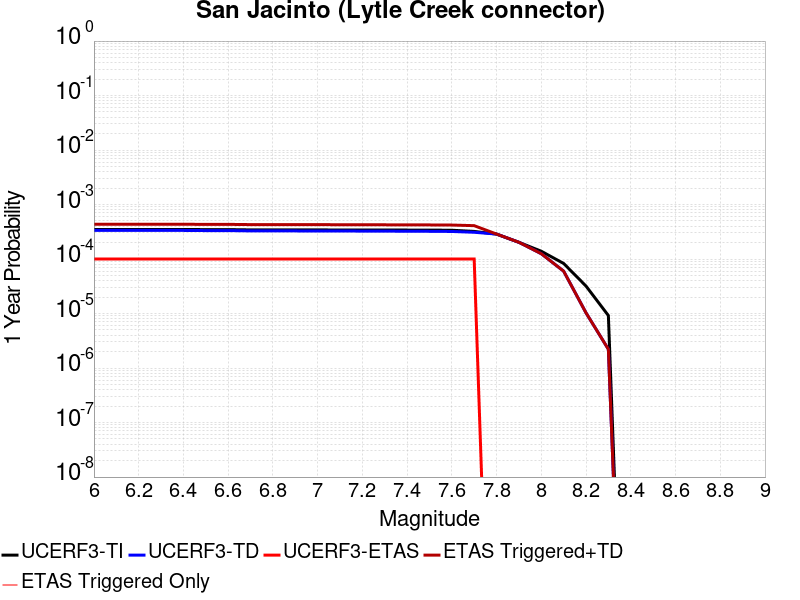 San Jacinto (Lytle Creek connector)
10^0
10^-1
10^-2
10^-3
10^-4
10^-5
10^-6
10^-7
10^-8
1 Year Probability
6 6.2 6.4 6.6 6.8 7 7.2 7.4 7.6 7.8 8 8.2 8.4 8.6 8.8 9
Magnitude
UCERF3-TI UCERF3-TD UCERF3-ETAS ETAS Triggered+TD
ETAS Triggered Only